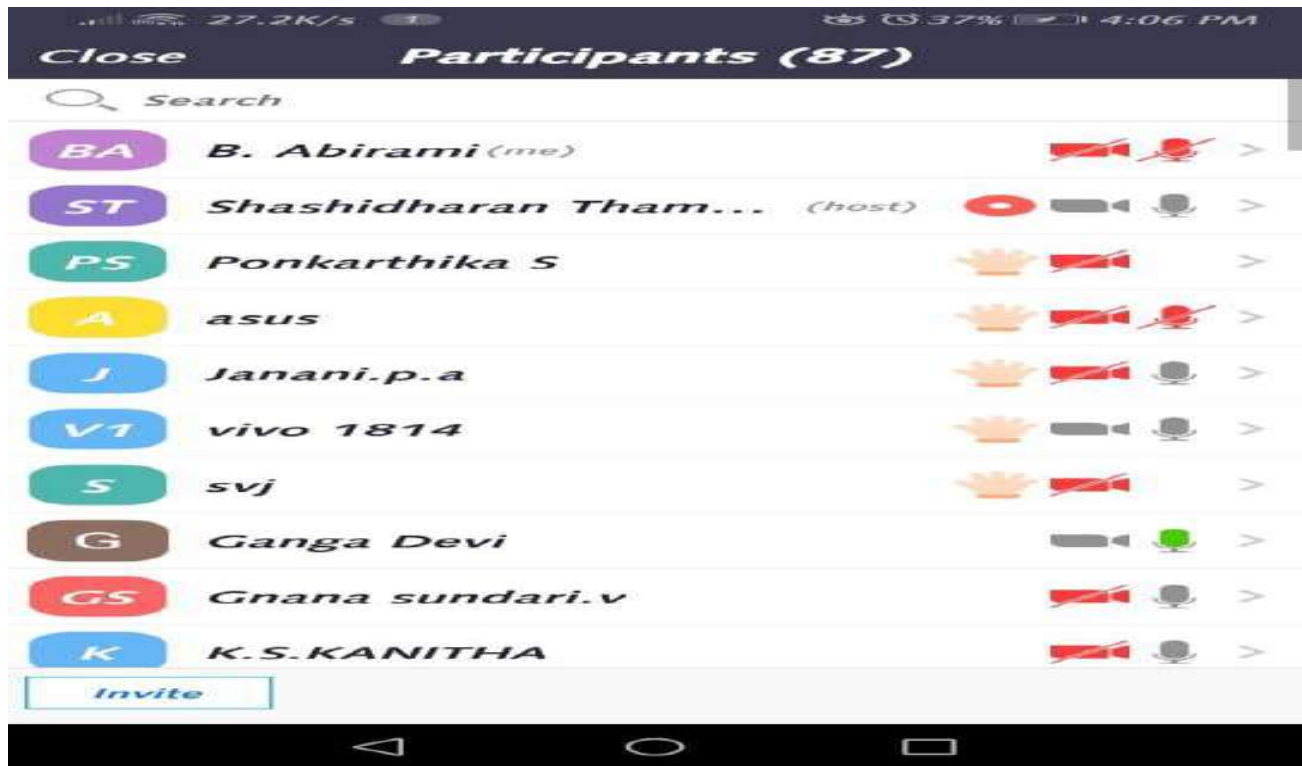 27.2K/s 1 37% 4:06 PM
Close Participants (87)
Search
BA B. Abirami (me)
ST Shashidharan Tham... (host)
PS Ponkarthika S
A asus
J Janani.p.a
V1 vivo 1814
S svj
G Ganga Devi
GS Gnana sundari.v
K K.S.KANITHA
Invite